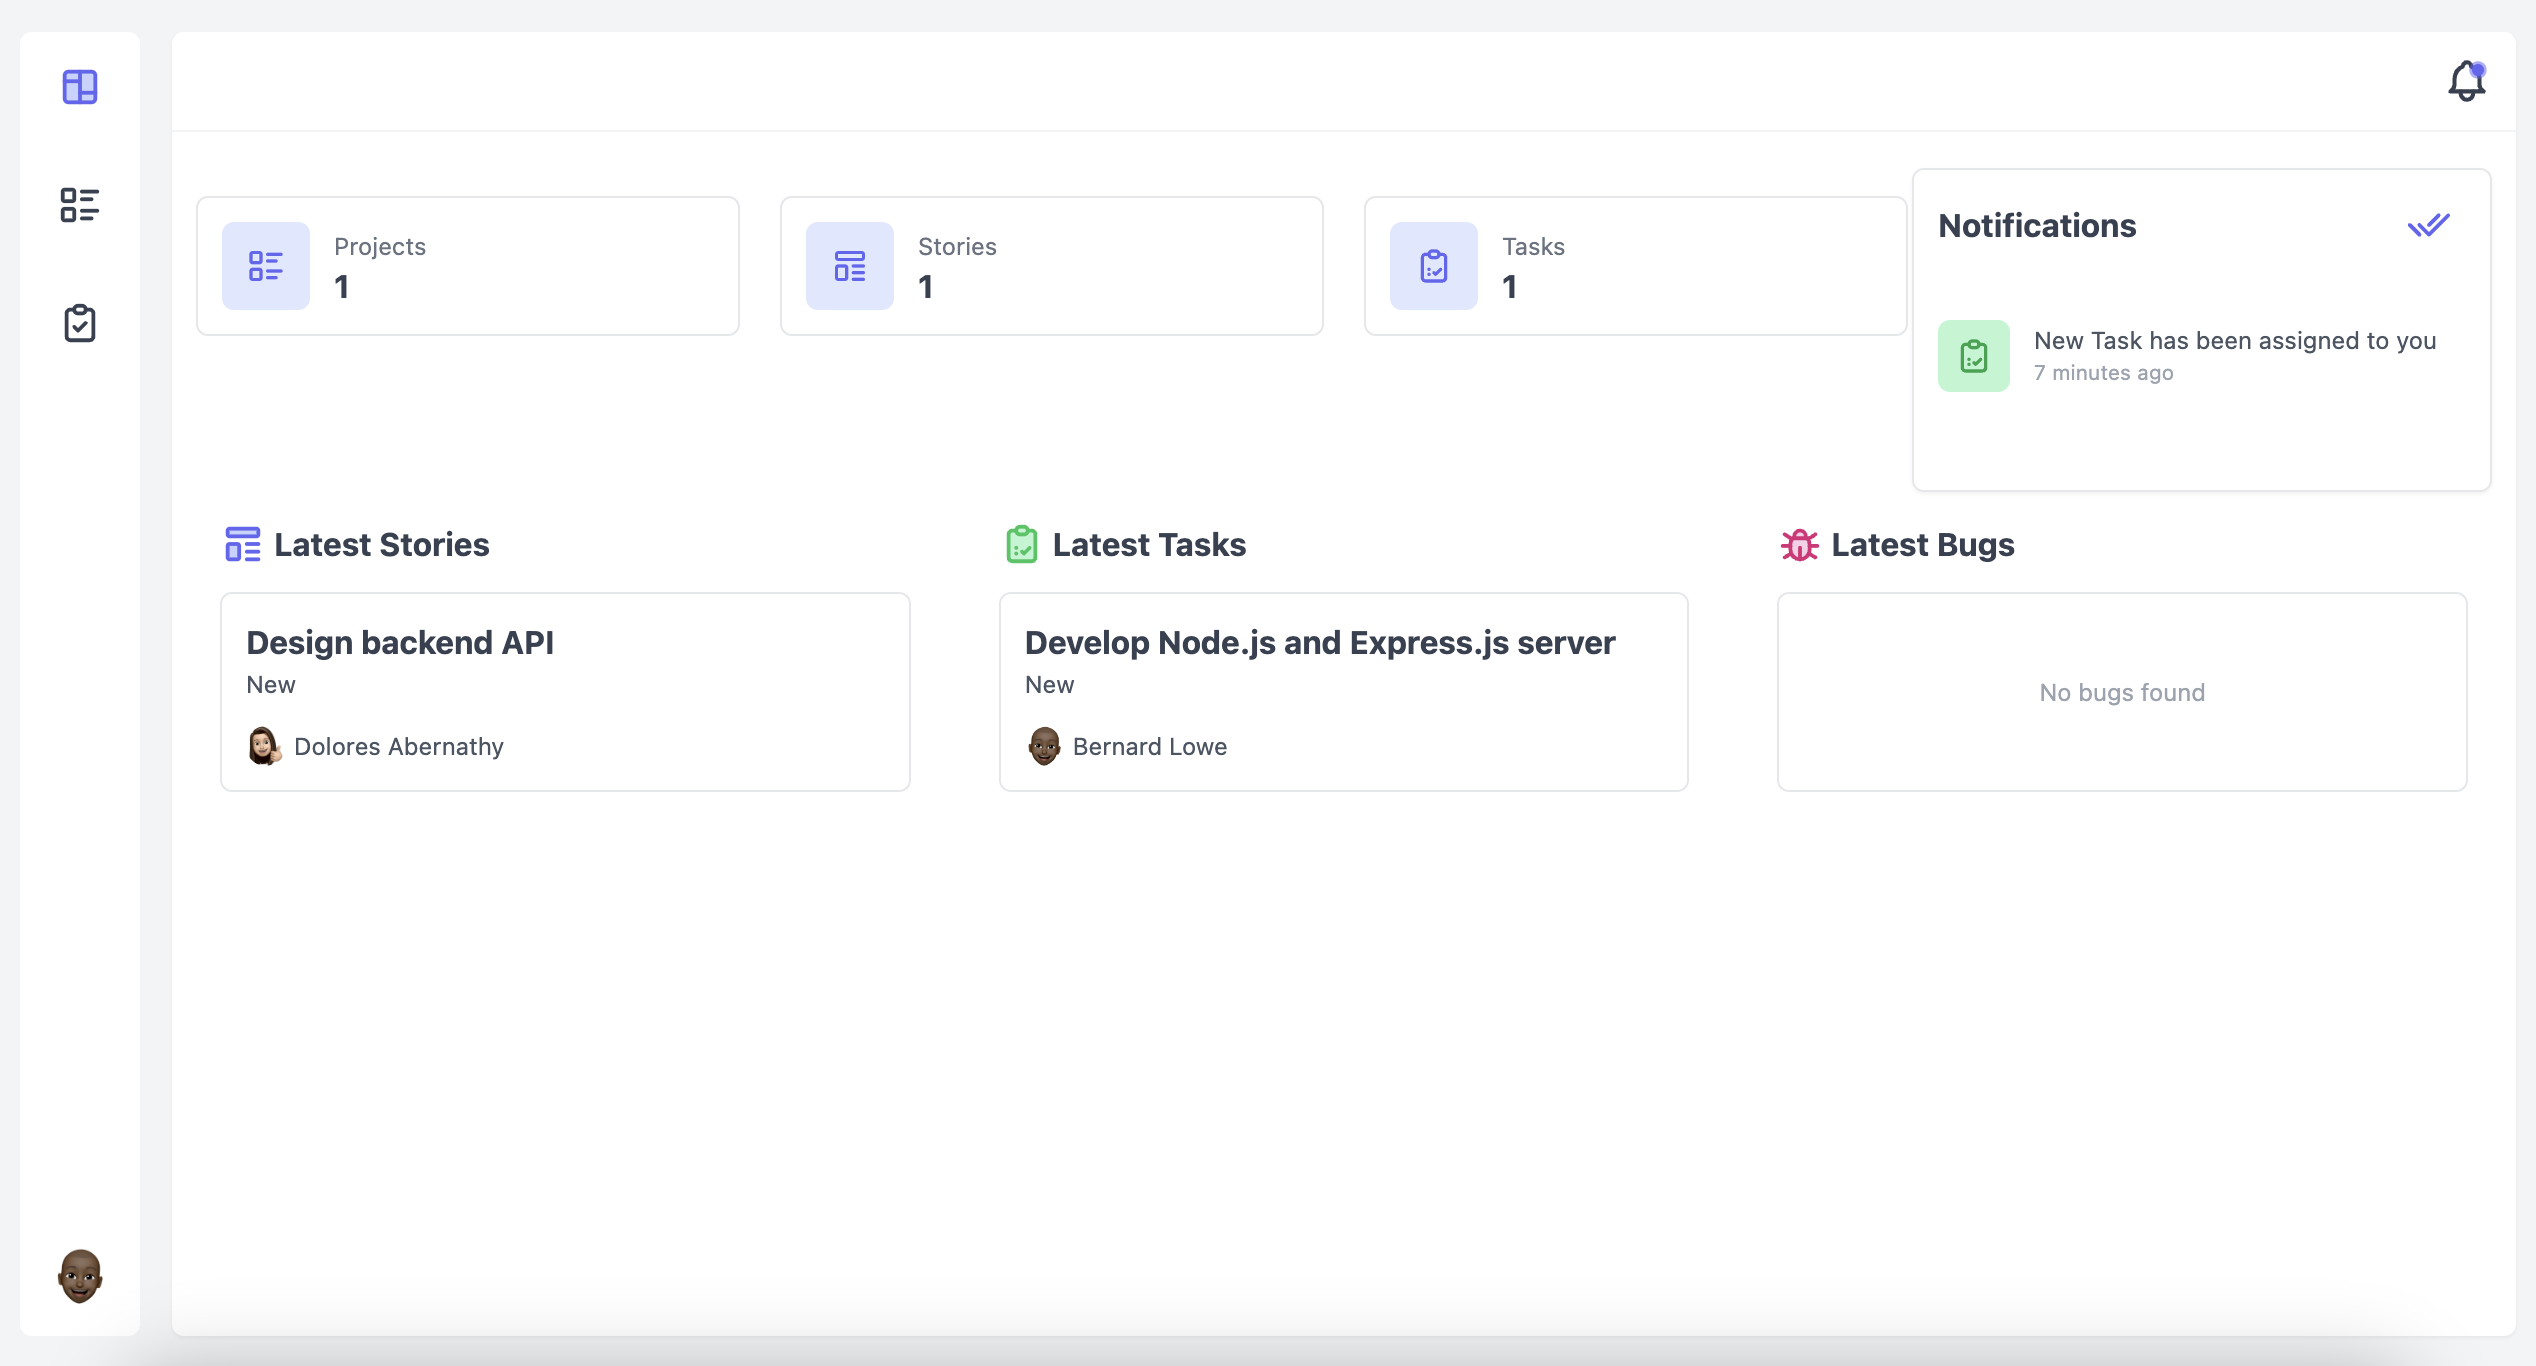 Projects
1
Stories
1
Tasks
1
Notifications
New Task has been assigned to you
7 minutes ago
Latest Stories
Design backend API
New
Dolores Abernathy
Latest Tasks
Develop Node.js and Express.js server
New
Bernard Lowe
Latest Bugs
No bugs found